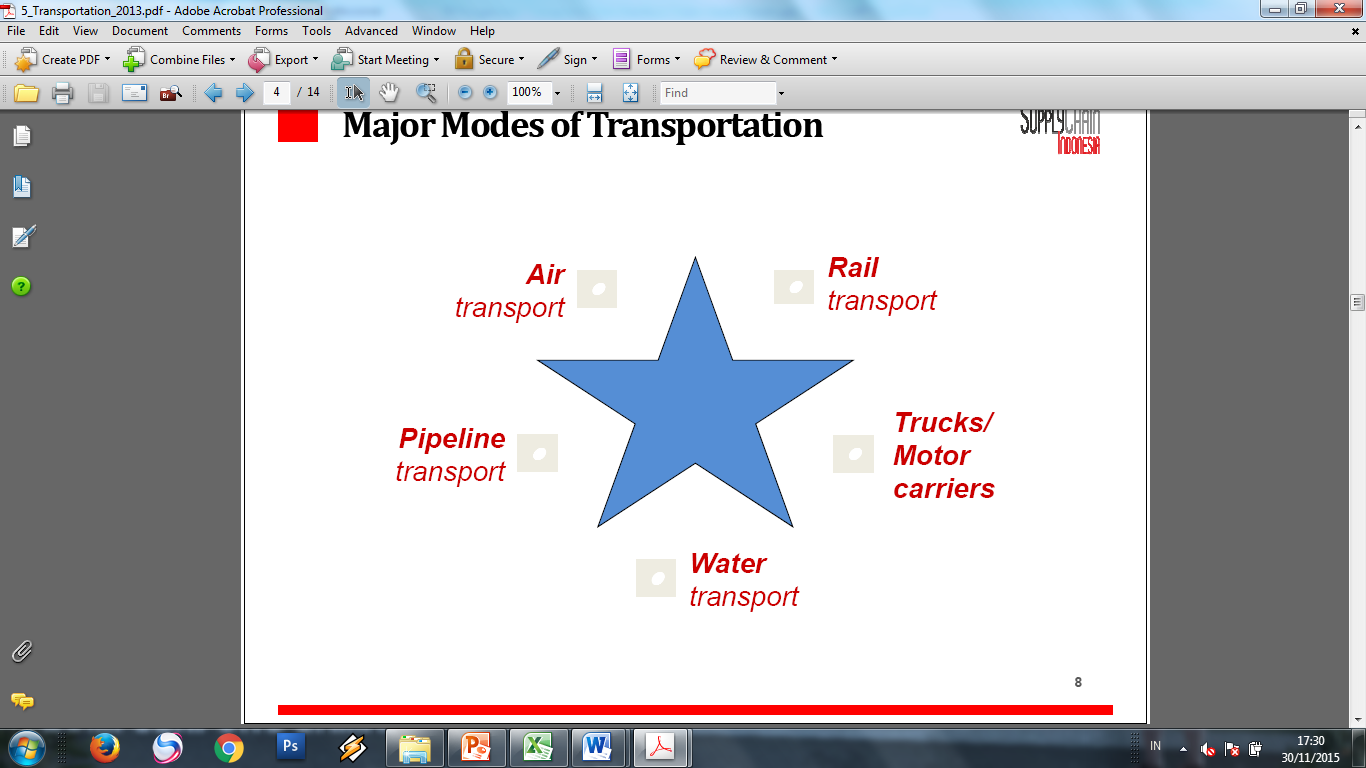 5_Transportation_2013.pdf - Adobe Acrobat Professional
File Edit View Document Comments Forms Tools Advanced Window Help
Create PDF Combine Files Export Start Meeting Secure Sign Forms Review & Comment
4 / 14 100% Find
Major Modes of Transportation
SUPPLYCHAIN
INDONESIA
Air
transport
Rail
transport
Pipeline
transport
Trucks/
Motor
carriers
Water
transport
8
Ps
IN
17:30
30/11/2015